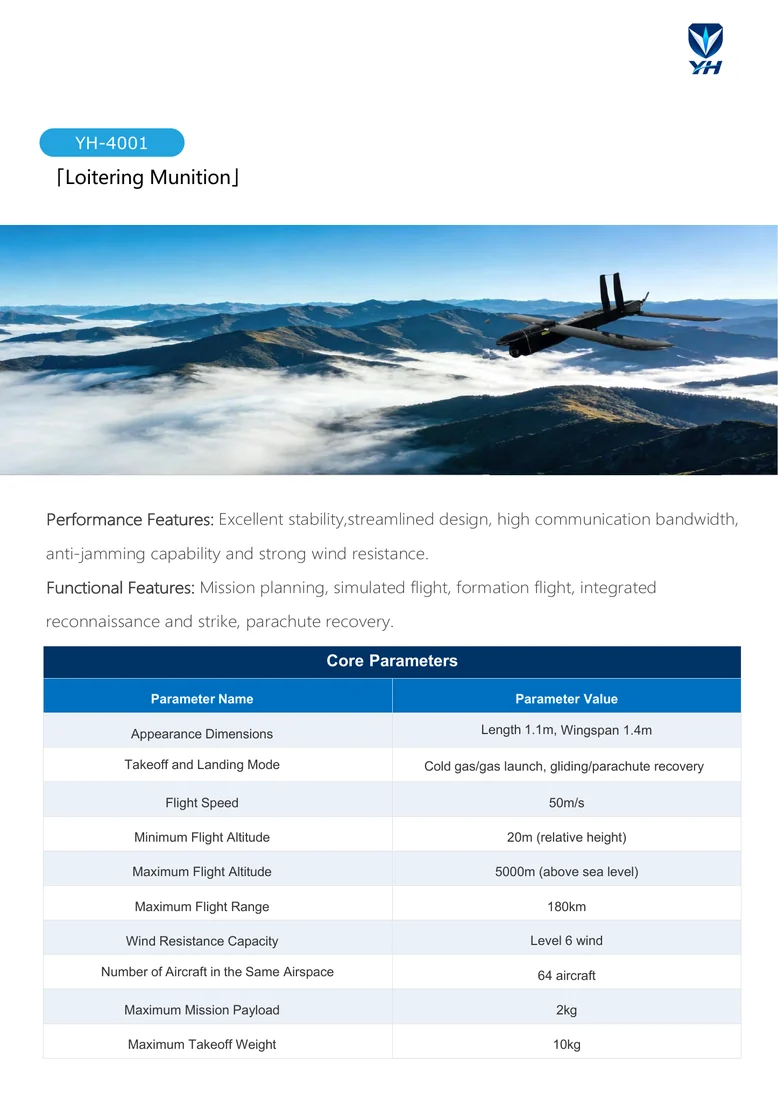 YH
YH-4001
「Loitering Munition」
Performance Features: Excellent stability,streamlined design, high communication bandwidth,
anti-jamming capability and strong wind resistance.
Functional Features: Mission planning, simulated flight, formation flight, integrated
reconnaissance and strike, parachute recovery.
Core Parameters
Parameter Name Parameter Value
Appearance Dimensions Length 1.1m, Wingspan 1.4m
Takeoff and Landing Mode Cold gas/gas launch, gliding/parachute recovery
Flight Speed 50m/s
Minimum Flight Altitude 20m (relative height)
Maximum Flight Altitude 5000m (above sea level)
Maximum Flight Range 180km
Wind Resistance Capacity Level 6 wind
Number of Aircraft in the Same Airspace 64 aircraft
Maximum Mission Payload 2kg
Maximum Takeoff Weight 10kg